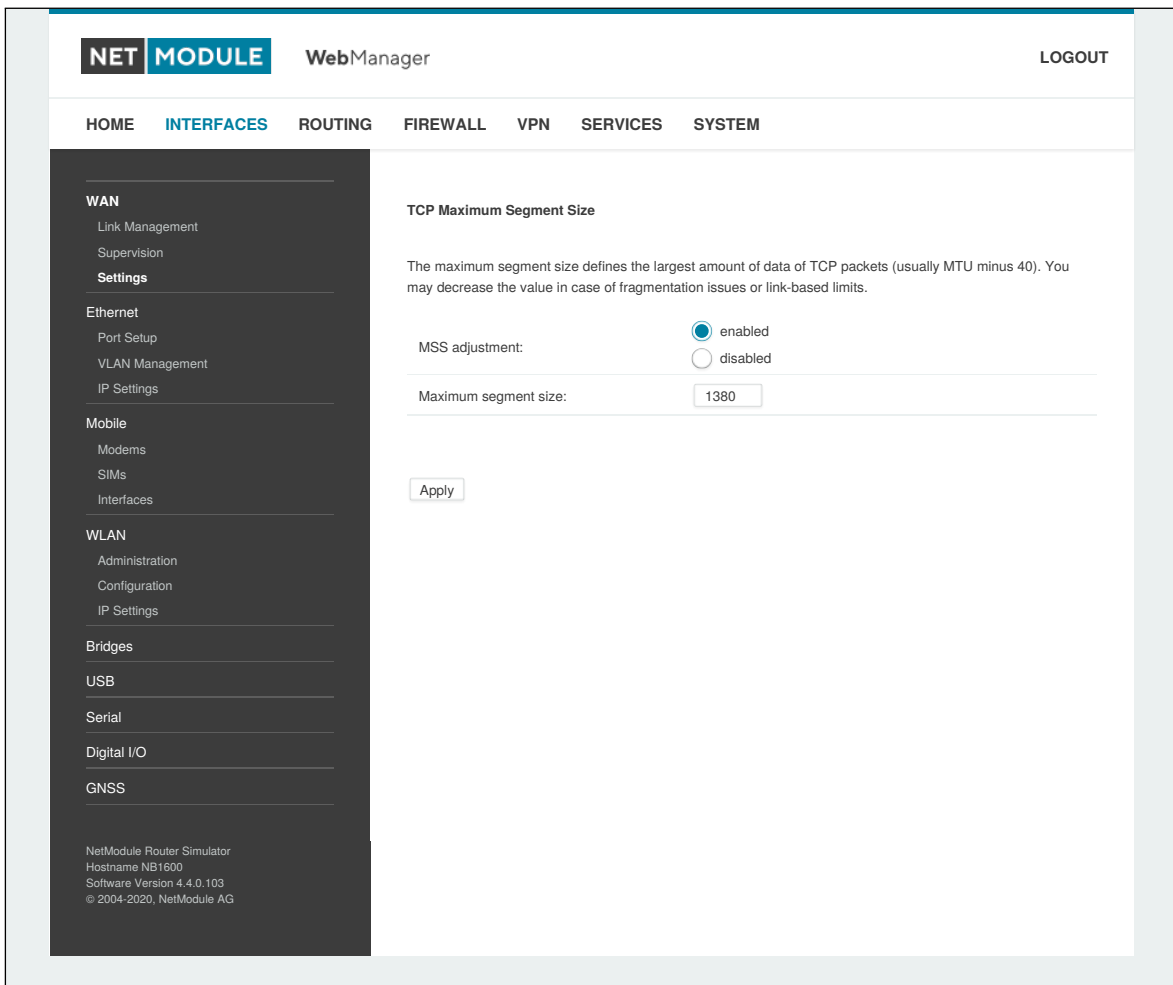 NET MODULE WebManager LOGOUT
HOME INTERFACES ROUTING FIREWALL VPN SERVICES SYSTEM
WAN
Link Management
Supervision
Settings
Ethernet
Port Setup
VLAN Management
IP Settings
Mobile
Modems
SIMs
Interfaces
WLAN
Administration
Configuration
IP Settings
Bridges
USB
Serial
Digital I/O
GNSS
NetModule Router Simulator
Hostname NB1600
Software Version 4.4.0.103
© 2004-2020, NetModule AG
TCP Maximum Segment Size
The maximum segment size defines the largest amount of data of TCP packets (usually MTU minus 40). You
may decrease the value in case of fragmentation issues or link-based limits.
MSS adjustment:
enabled
disabled
Maximum segment size: 1380
Apply